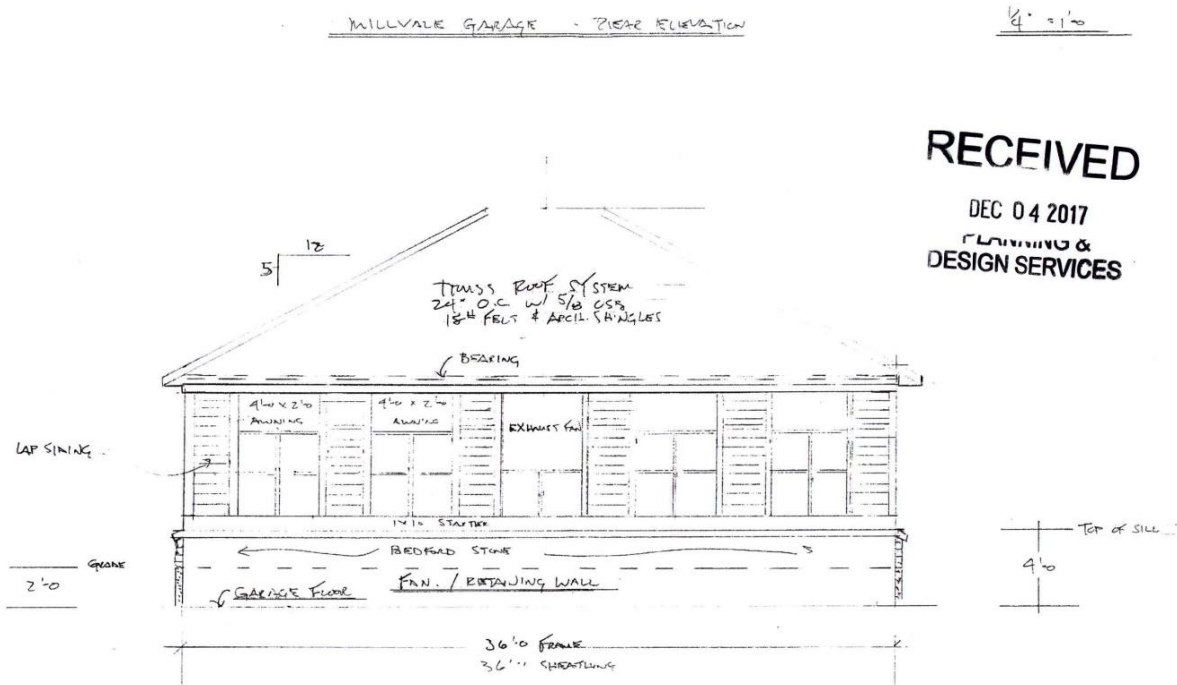 MILLVALE GARAGE - REAR ELEVATION
1/4" = 1'-0
RECEIVED
DEC 04 2017
PLANNING &
DESIGN SERVICES
12
5
TRUSS ROOF SYSTEM
24" O.C. W/ 5/8 OSB
15# FELT & ARCH. SHINGLES
BEARING
4'-0 x 2'-0
AWNING
4'-0 x 2'-0
AWNING
EXHAUST FAN
LAP SIDING
1x10 STARTER
BEDFORD STONE
TOP OF SILL
GRADE
2'-0
4'-0
GARAGE FLOOR
FDN. / RETAINING WALL
36'-0 FRAME
SHEATHING